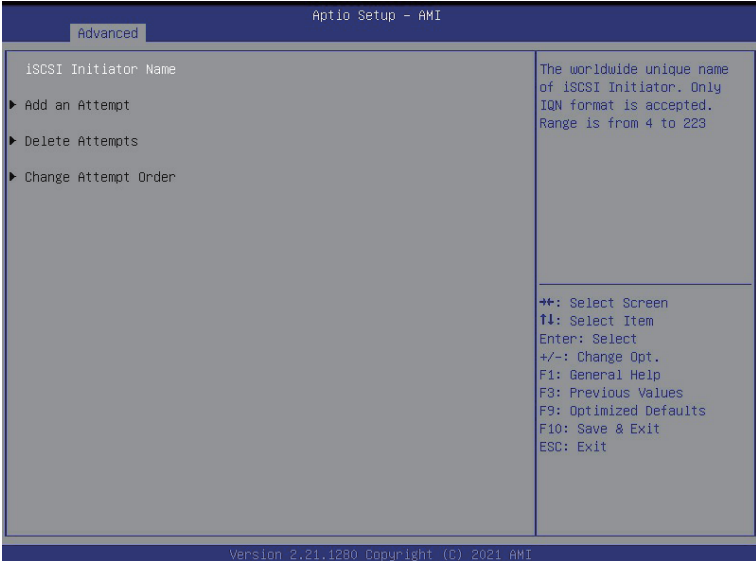 Aptio Setup – AMI
Advanced
iSCSI Initiator Name
▶ Add an Attempt
▶ Delete Attempts
▶ Change Attempt Order
The worldwide unique name
of iSCSI Initiator. Only
IQN format is accepted.
Range is from 4 to 223
→←: Select Screen
↑↓: Select Item
Enter: Select
+/-: Change Opt.
F1: General Help
F3: Previous Values
F9: Optimized Defaults
F10: Save & Exit
ESC: Exit
Version 2.21.1280 Copyright (C) 2021 AMI